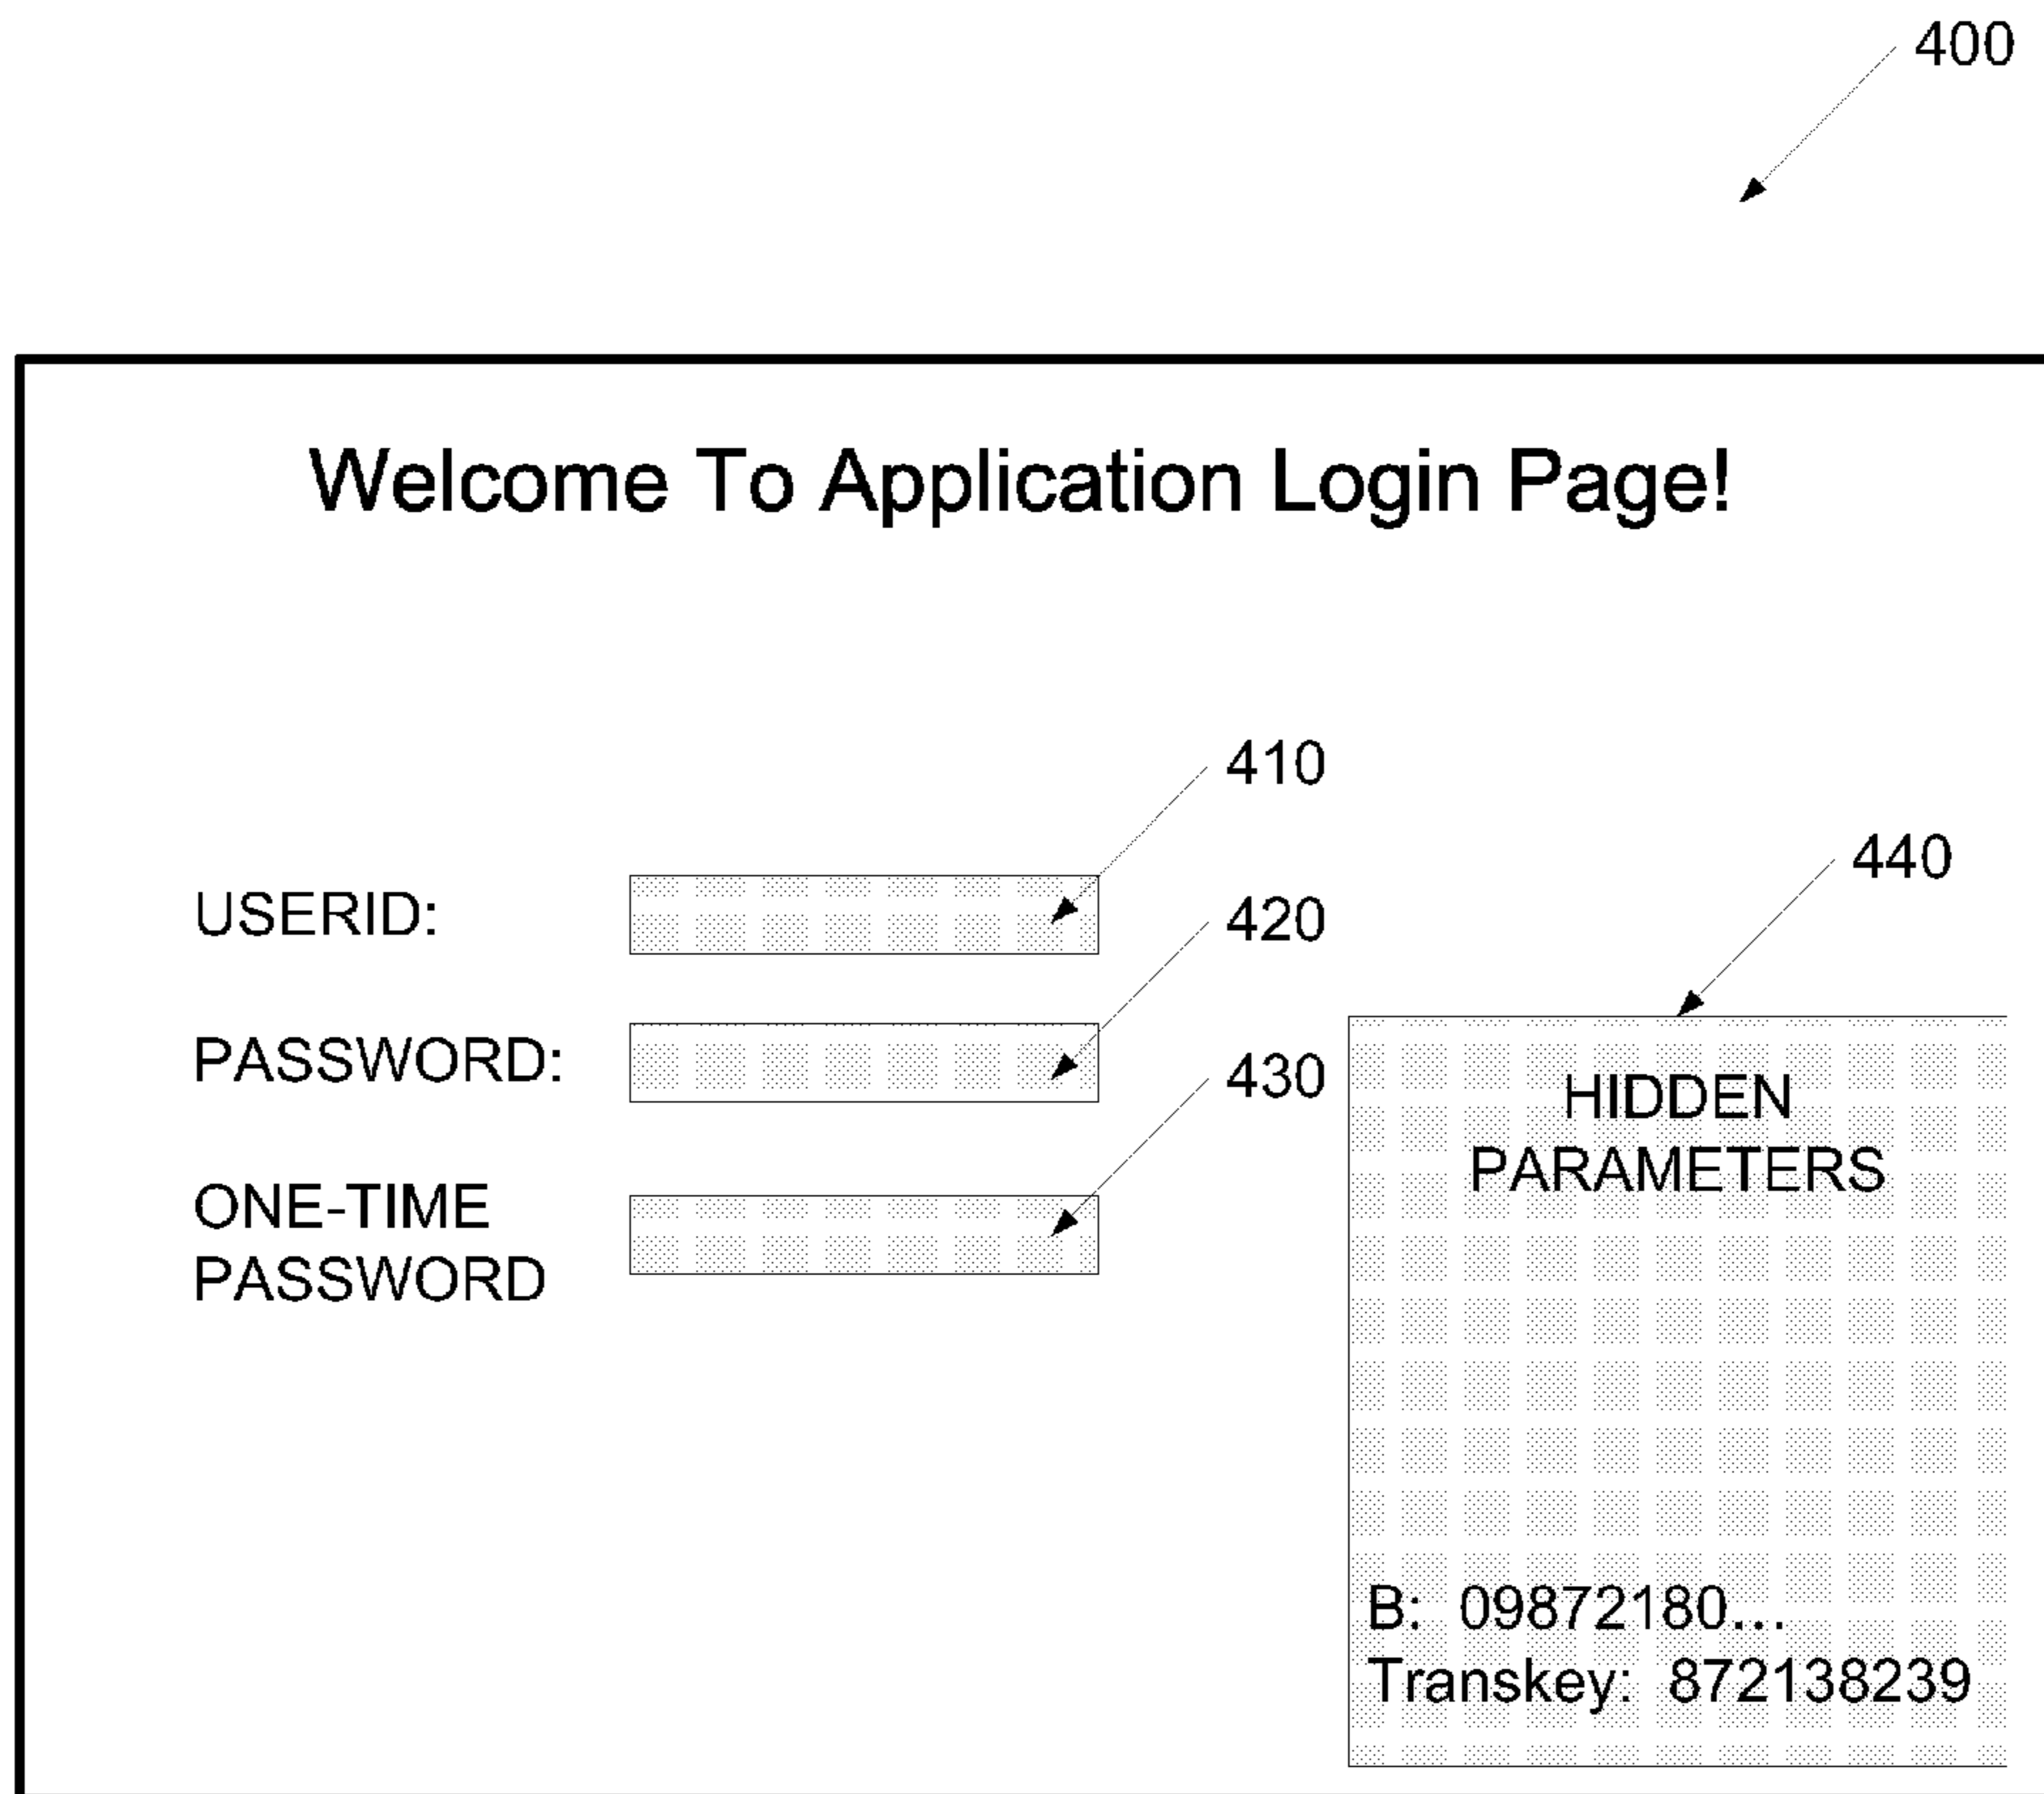 400
Welcome To Application Login Page!
410
USERID:
420
PASSWORD:
430
ONE-TIME
PASSWORD
440
HIDDEN
PARAMETERS
B: 09872180...
Transkey: 872138239